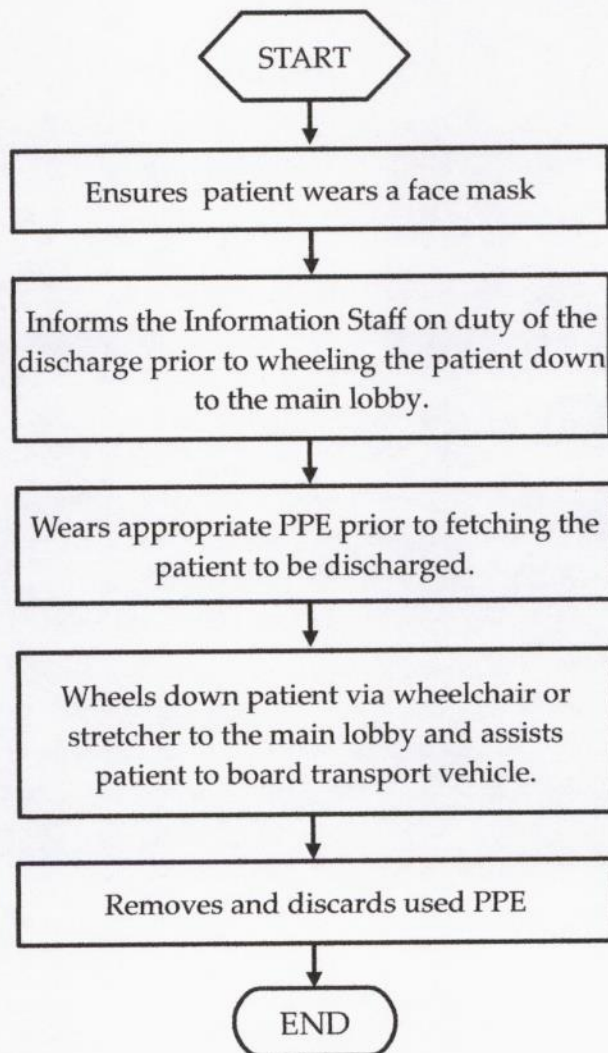 START
Ensures patient wears a face mask
Informs the Information Staff on duty of the
discharge prior to wheeling the patient down
to the main lobby.
Wears appropriate PPE prior to fetching the
patient to be discharged.
Wheels down patient via wheelchair or
stretcher to the main lobby and assists
patient to board transport vehicle.
Removes and discards used PPE
END